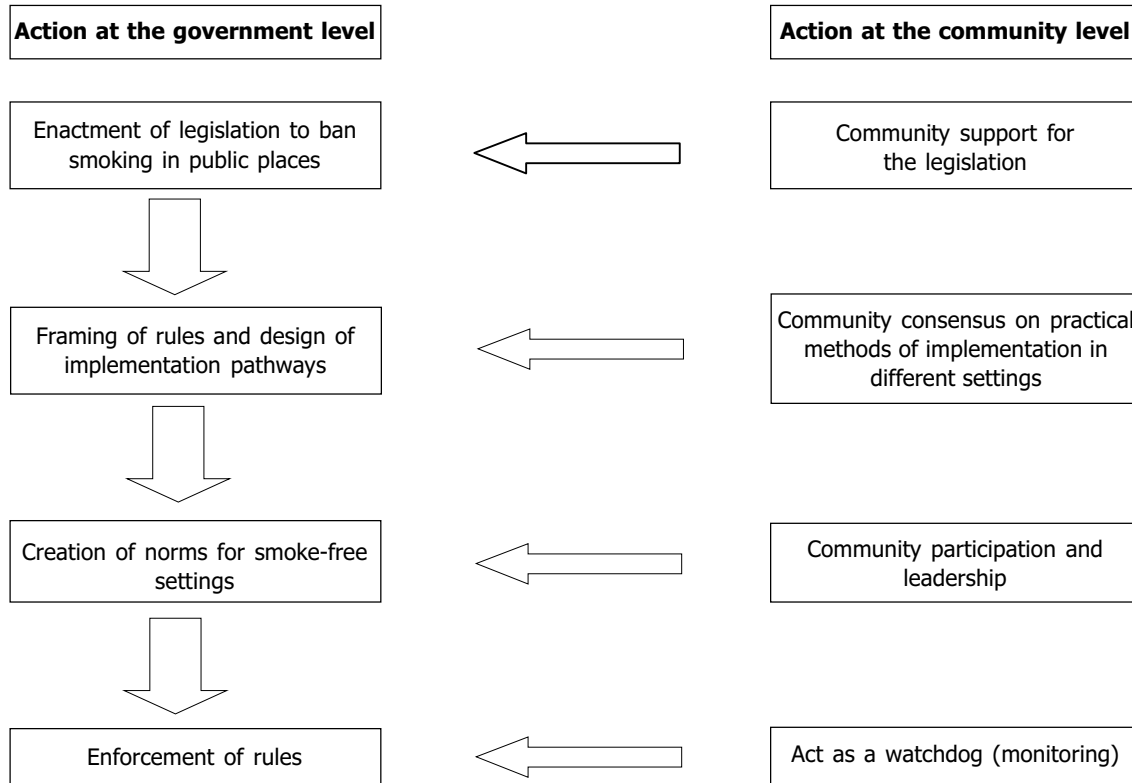 Action at the government level
Action at the community level
Enactment of legislation to ban
smoking in public places
Community support for
the legislation
Framing of rules and design of
implementation pathways
Community consensus on practical
methods of implementation in
different settings
Creation of norms for smoke-free
settings
Community participation and
leadership
Enforcement of rules
Act as a watchdog (monitoring)